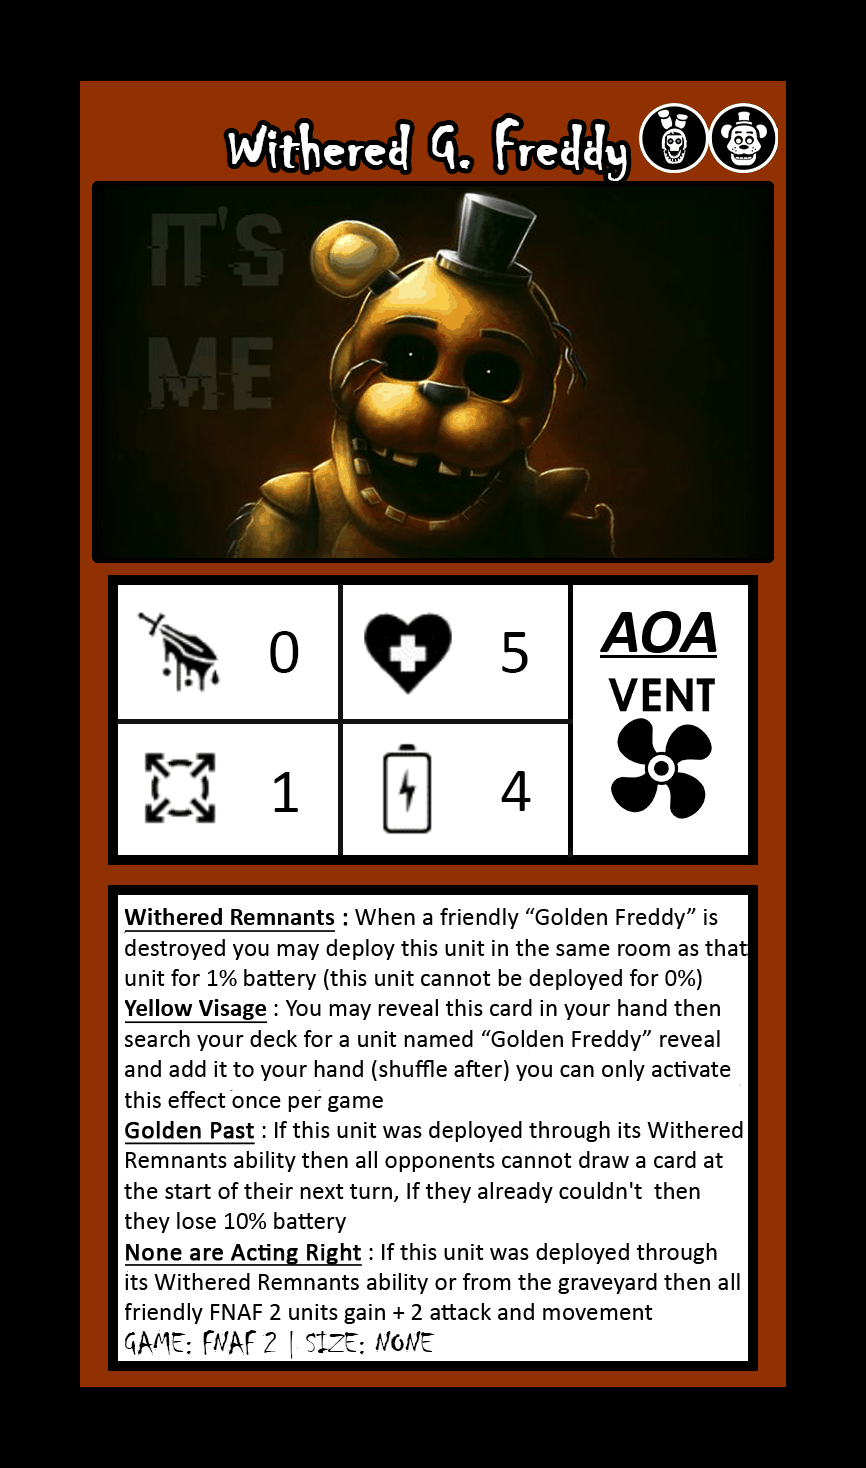 Withered G. Freddy
IT'S
ME
0
5
AOA
VENT
1
4
Withered Remnants : When a friendly “Golden Freddy” is
destroyed you may deploy this unit in the same room as that
unit for 1% battery (this unit cannot be deployed for 0%)
Yellow Visage : You may reveal this card in your hand then
search your deck for a unit named “Golden Freddy” reveal
and add it to your hand (shuffle after) you can only activate
this effect once per game
Golden Past : If this unit was deployed through its Withered
Remnants ability then all opponents cannot draw a card at
the start of their next turn, If they already couldn't  then
they lose 10% battery
None are Acting Right : If this unit was deployed through
its Withered Remnants ability or from the graveyard then all
friendly FNAF 2 units gain + 2 attack and movement
GAME: FNAF 2 | SIZE: NONE